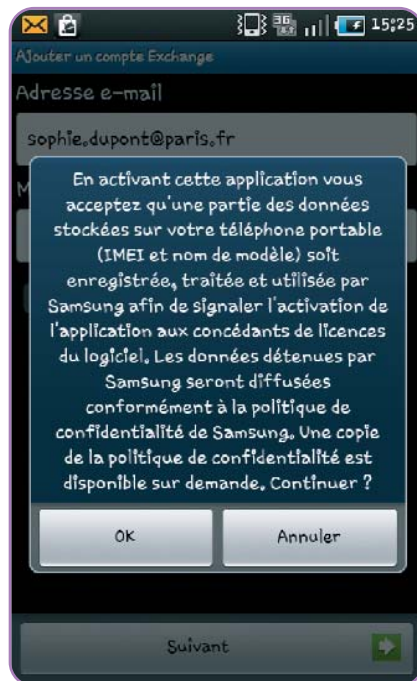 15:25
Ajouter un compte Exchange
Adresse e-mail
sophie.dupont@paris.fr
M
En activant cette application vous
acceptez qu'une partie des données
stockées sur votre téléphone portable
(IMEI et nom de modèle) soit
enregistrée, traitée et utilisée par
Samsung afin de signaler l'activation de
l'application aux concédants de licences
du logiciel. Les données détenues par
Samsung seront diffusées
conformément à la politique de
confidentialité de Samsung. Une copie
de la politique de confidentialité est
disponible sur demande. Continuer ?
OK
Annuler
Suivant